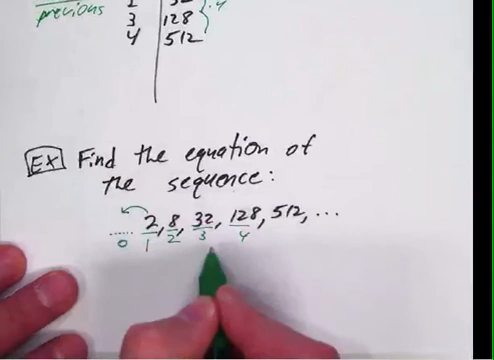 previous
3 128
4 512
EX Find the equation of
the sequence:
2, 8, 32, 128, 512, ...
0 1 2 3 4